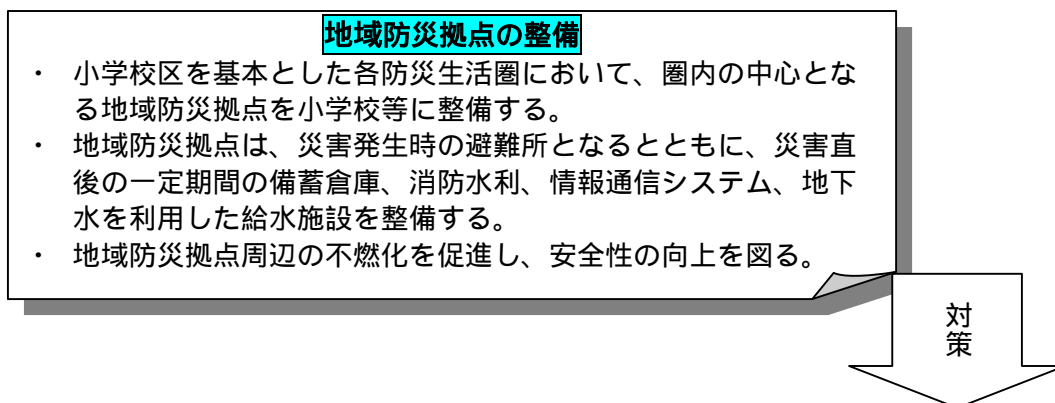 地域防災拠点の整備
・ 小学校区を基本とした各防災生活圏において、圏内の中心とな
る地域防災拠点を小学校等に整備する。
・ 地域防災拠点は、災害発生時の避難所となるとともに、災害直
後の一定期間の備蓄倉庫、消防水利、情報通信システム、地下
水を利用した給水施設を整備する。
・ 地域防災拠点周辺の不燃化を促進し、安全性の向上を図る。
対
策